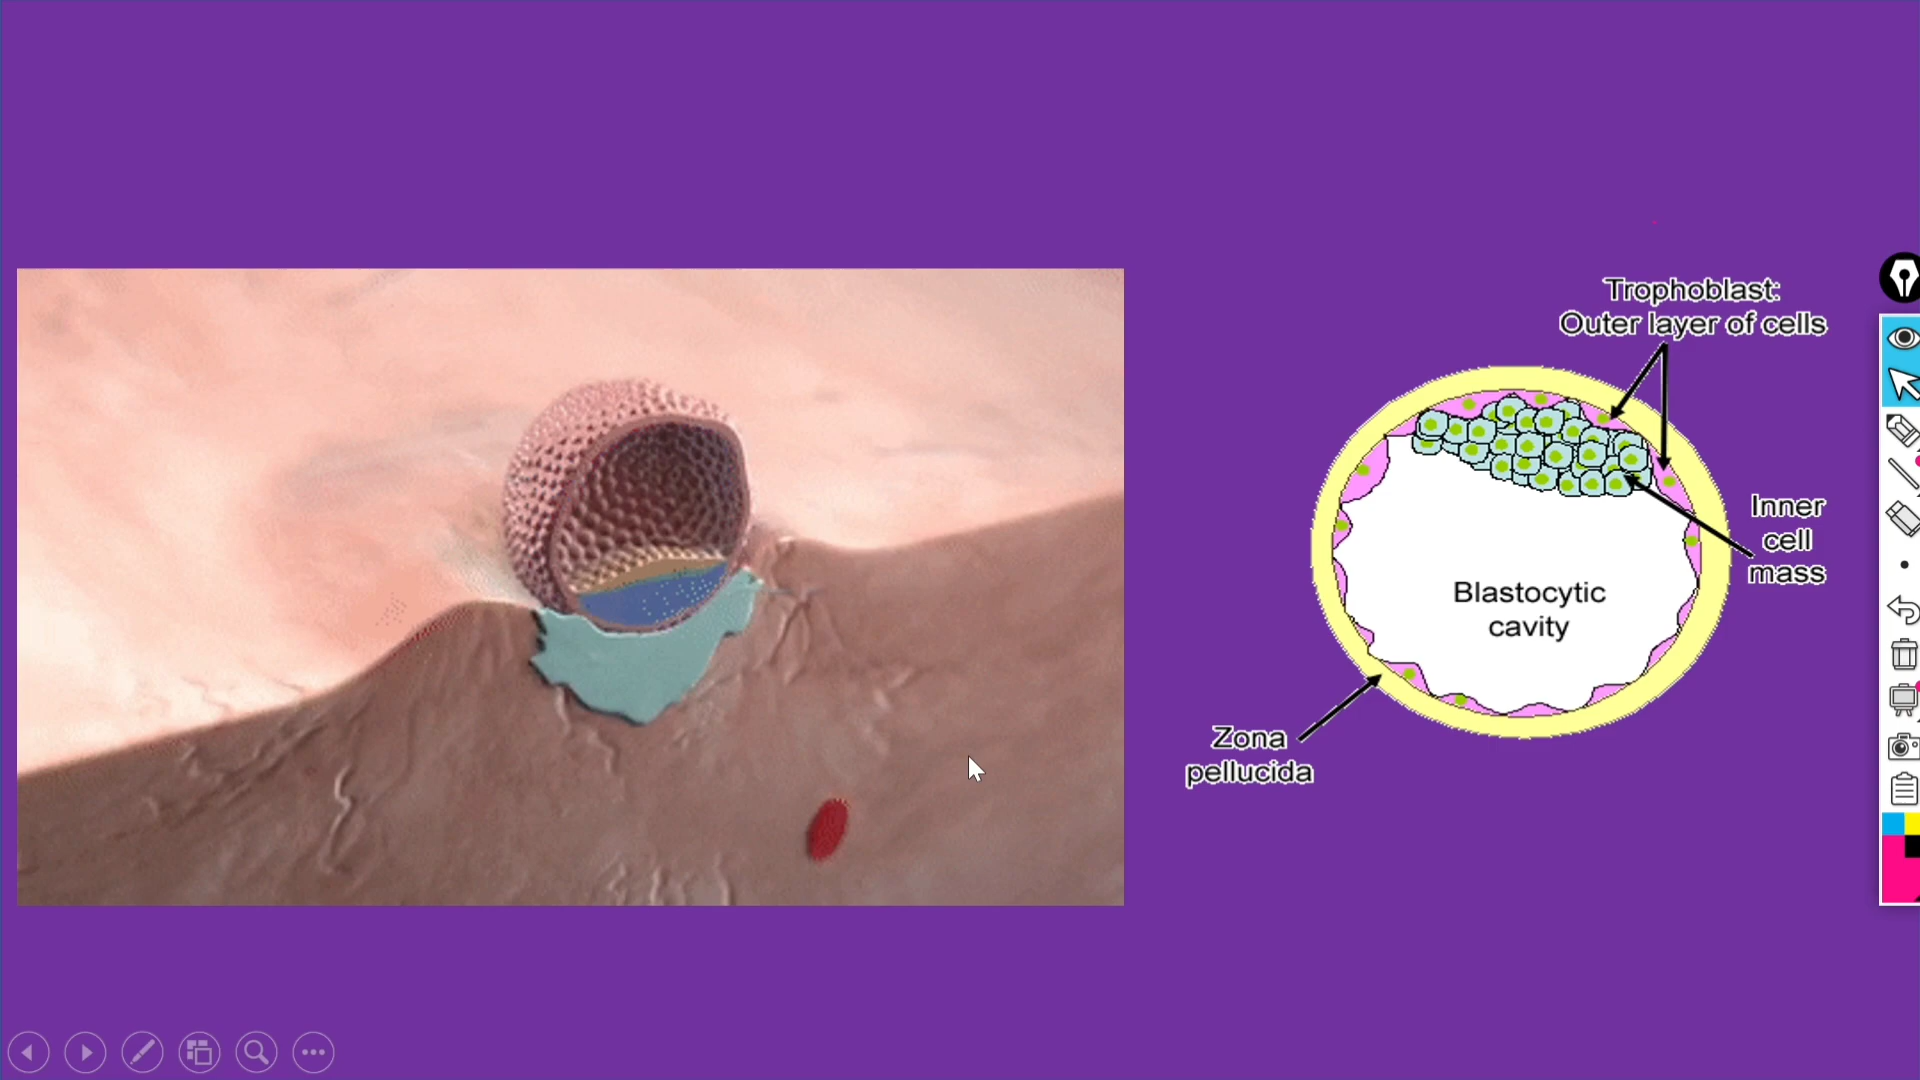 Trophoblast:
Outer layer of cells
Inner
cell
mass
Blastocytic
cavity
Zona
pellucida